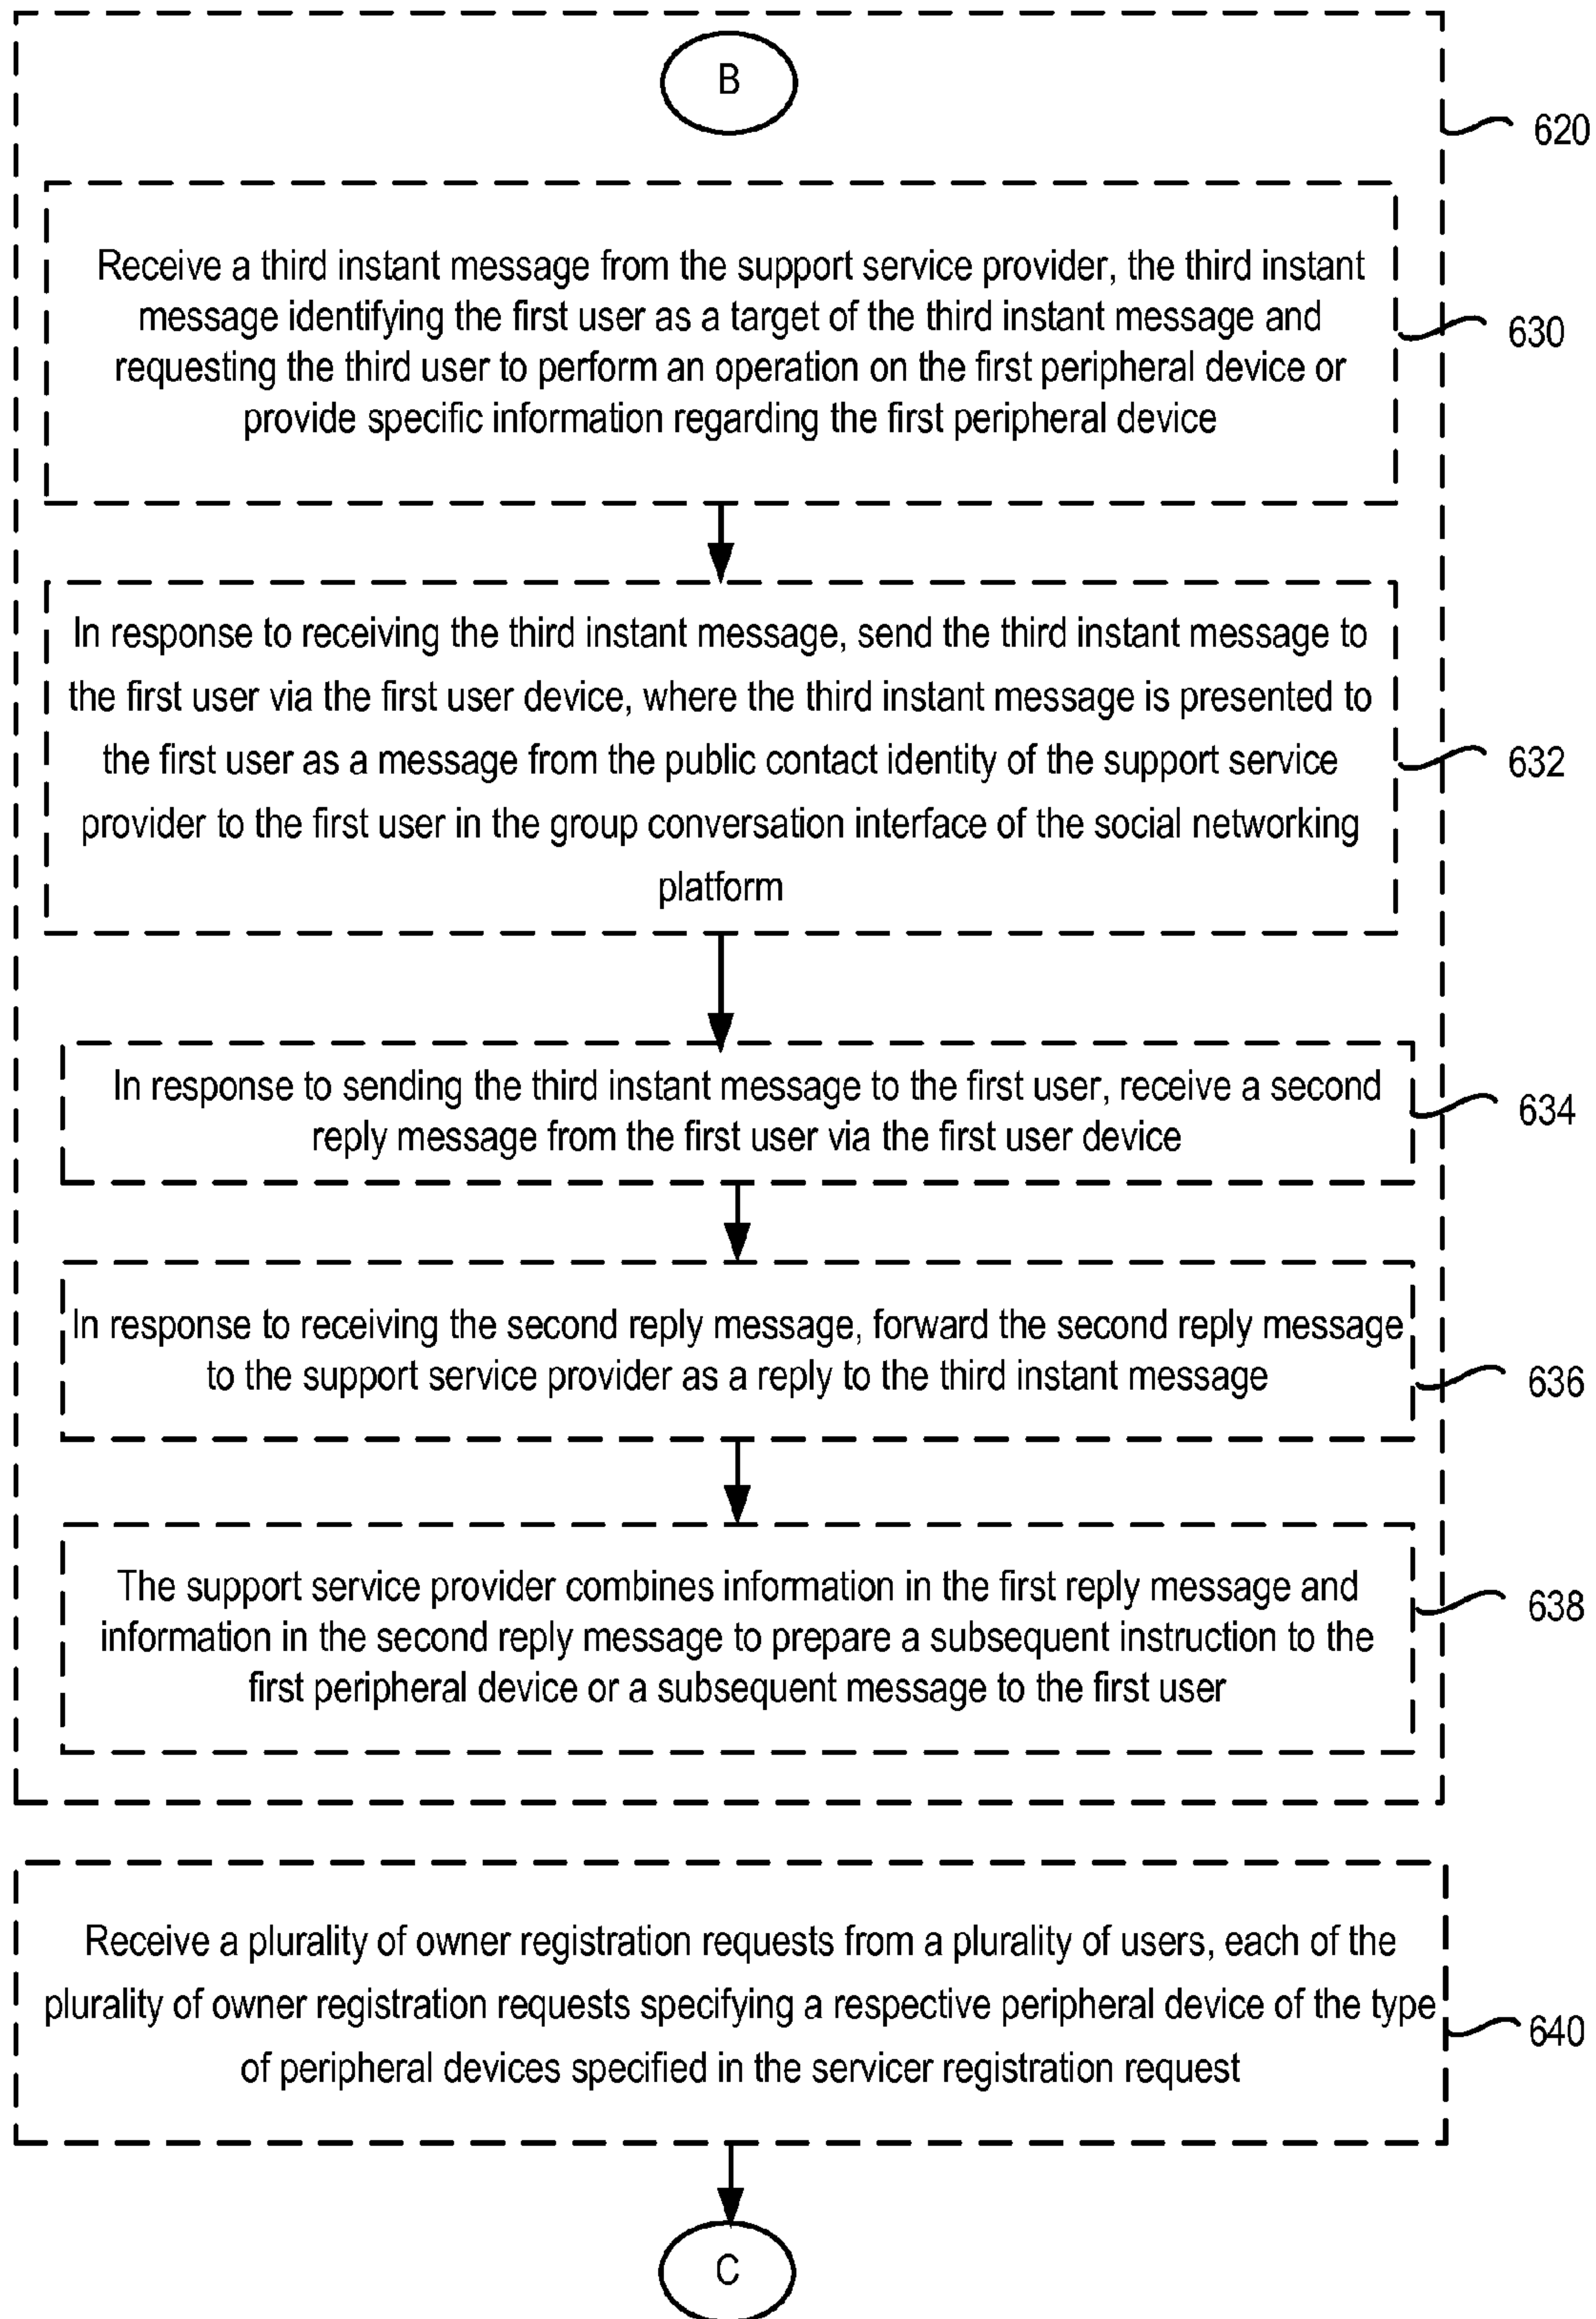 B
620
Receive a third instant message from the support service provider, the third instant
message identifying the first user as a target of the third instant message and
requesting the third user to perform an operation on the first peripheral device or
provide specific information regarding the first peripheral device
630
In response to receiving the third instant message, send the third instant message to
the first user via the first user device, where the third instant message is presented to
the first user as a message from the public contact identity of the support service
provider to the first user in the group conversation interface of the social networking
platform
632
In response to sending the third instant message to the first user, receive a second
reply message from the first user via the first user device
634
In response to receiving the second reply message, forward the second reply message
to the support service provider as a reply to the third instant message
636
The support service provider combines information in the first reply message and
information in the second reply message to prepare a subsequent instruction to the
first peripheral device or a subsequent message to the first user
638
Receive a plurality of owner registration requests from a plurality of users, each of the
plurality of owner registration requests specifying a respective peripheral device of the type
of peripheral devices specified in the servicer registration request
640
C